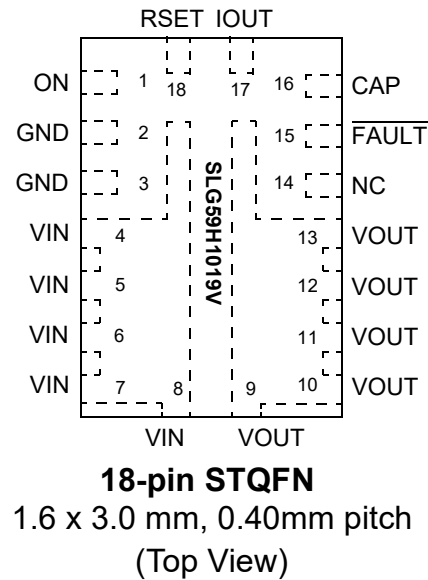 RSET IOUT
ON 1 18 17 16 CAP
GND 2 15 FAULT
GND 3 14 NC
SLG59H1019V
VIN 4 13 VOUT
VIN 5 12 VOUT
VIN 6 11 VOUT
VIN 7 8 9 10 VOUT
VIN VOUT
18-pin STQFN
1.6 x 3.0 mm, 0.40mm pitch
(Top View)